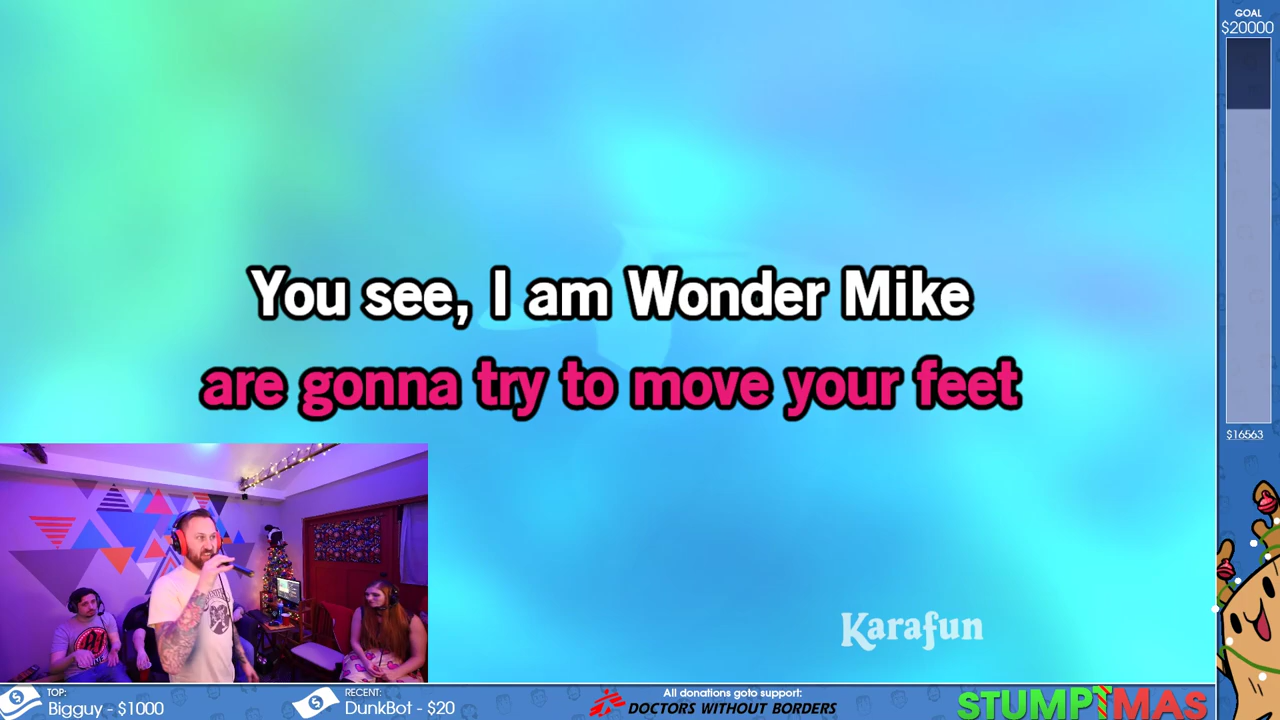 GOAL
$20000
You see, I am Wonder Mike
are gonna try to move your feet
$16563
Karafun
TOP:
Bigguy - $1000
RECENT:
DunkBot - $20
All donations goto support:
DOCTORS WITHOUT BORDERS
STUMPTMAS